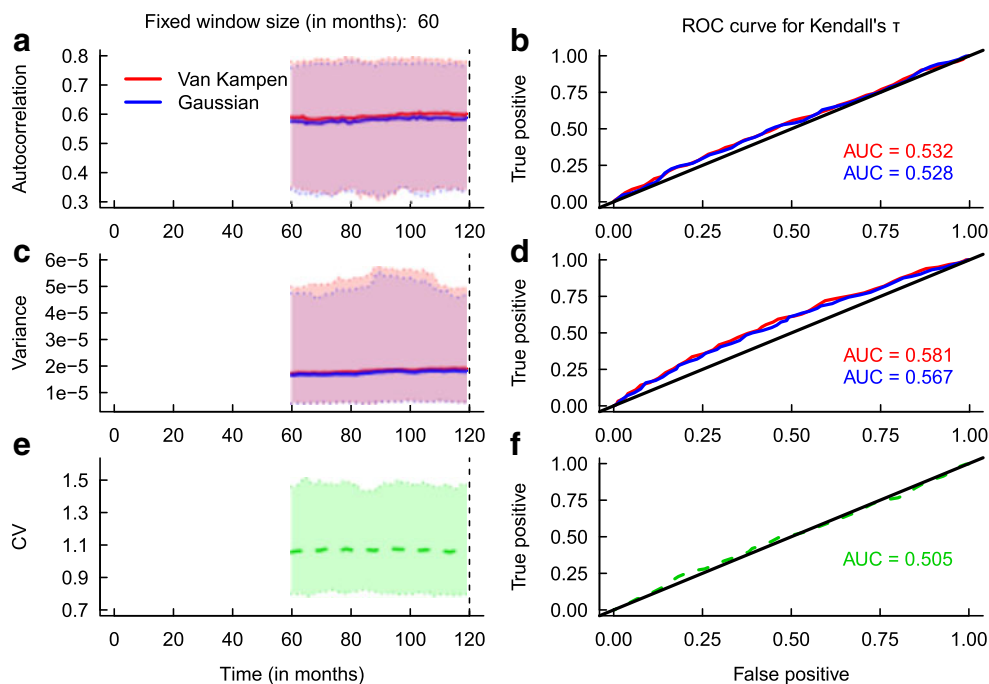 Fixed window size (in months): 60
a
Autocorrelation
0.8
0.7
0.6
0.5
0.4
0.3
Van Kampen
Gaussian
0 20 40 60 80 100 120
ROC curve for Kendall's τ
b
True positive
1.00
0.75
0.50
0.25
0.00
AUC = 0.532
AUC = 0.528
0.00 0.25 0.50 0.75 1.00
c
Variance
6e−5
5e−5
4e−5
3e−5
2e−5
1e−5
0 20 40 60 80 100 120
d
True positive
1.00
0.75
0.50
0.25
0.00
AUC = 0.581
AUC = 0.567
0.00 0.25 0.50 0.75 1.00
e
CV
1.5
1.3
1.1
0.9
0.7
0 20 40 60 80 100 120
Time (in months)
f
True positive
1.00
0.75
0.50
0.25
0.00
AUC = 0.505
0.00 0.25 0.50 0.75 1.00
False positive